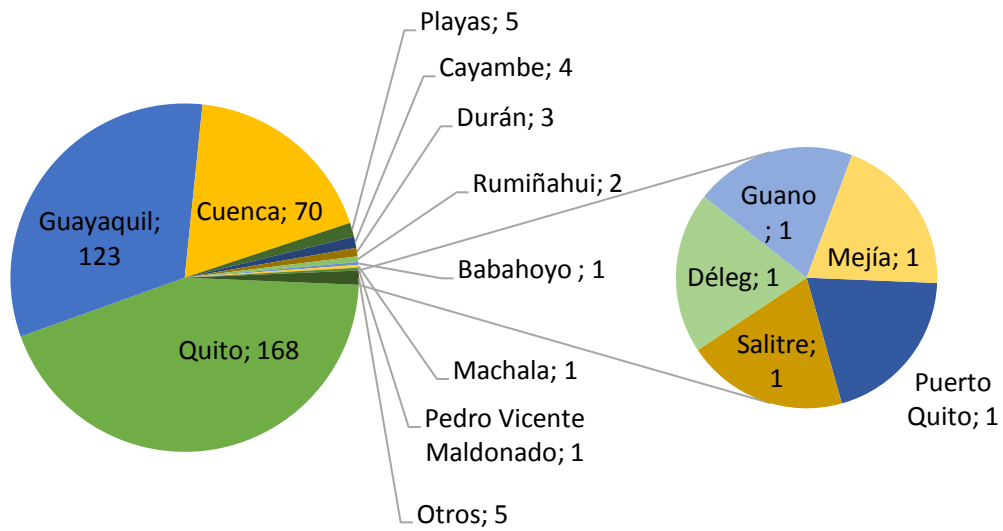 Playas; 5
Cayambe; 4
Durán; 3
Rumiñahui; 2
Babahoyo ; 1
Machala; 1
Pedro Vicente
Maldonado; 1
Otros; 5
Quito; 168
Guayaquil;
123
Cuenca; 70
Guano
; 1
Mejía; 1
Déleg; 1
Salitre;
1
Puerto
Quito; 1